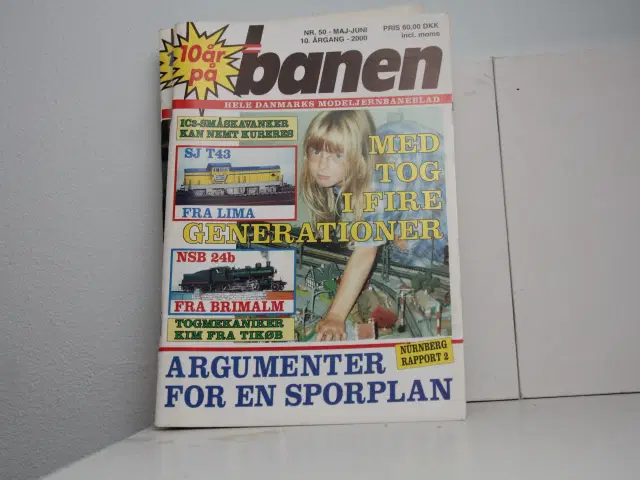 NR. 50 - MAJ-JUNI
10. ÅRGANG - 2000
PRIS 60.00 DKK
incl. moms
10 år
på
banen
HELE DANMARKS MODELJERNBANEBLAD
IC3-SMÅSKAVANKER
KAN NEMT KURERES
SJ T43
FRA LIMA
MED
TOG
I FIRE
GENERATIONER
NSB 24b
FRA BRIMALM
TOGMEKANIKER
KIM FRA TIKØB
NÜRNBERG
RAPPORT 2
ARGUMENTER
FOR EN SPORPLAN